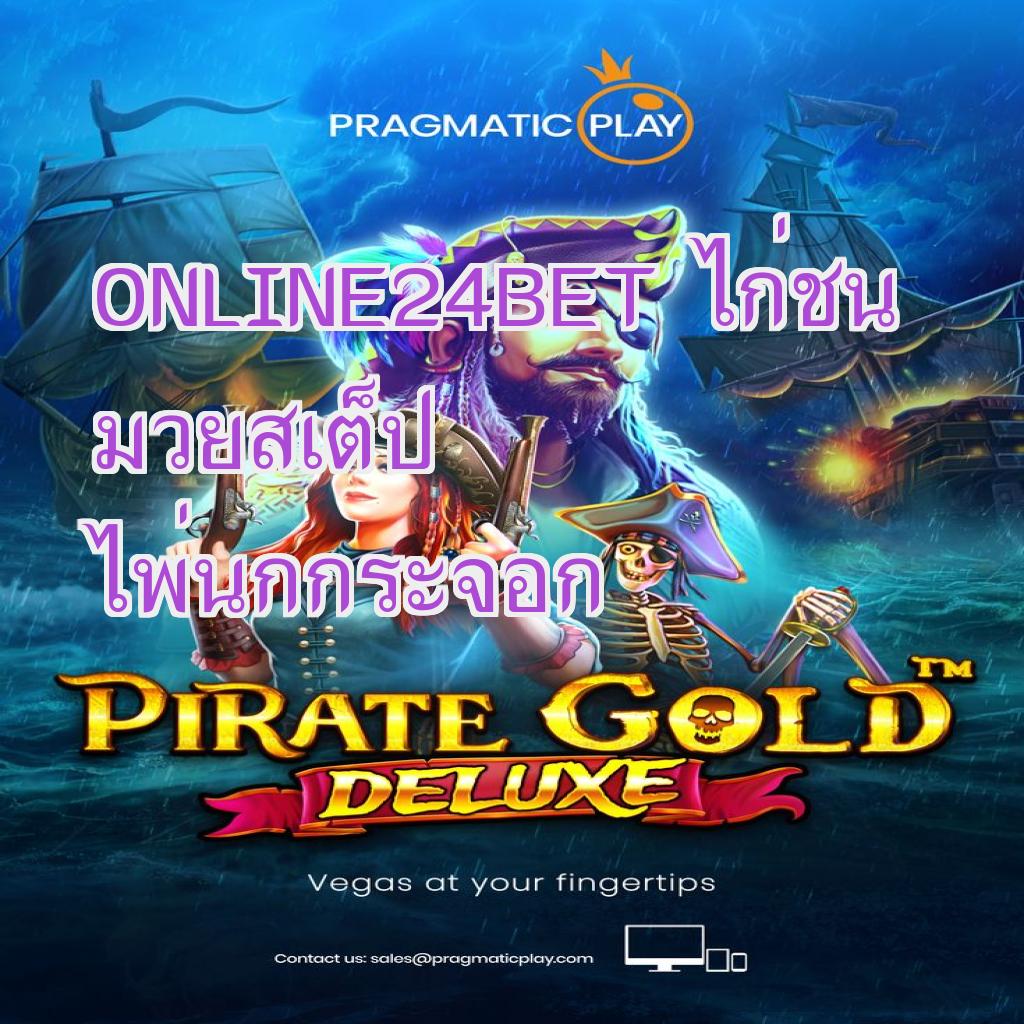 PRAGMATIC PLAY
ONLINE24BET ไก่ชน
มวยสเต็ป
ไพ่นกกระจอก
PIRATE GOLD™
DELUXE
Vegas at your fingertips
Contact us: sales@pragmaticplay.com